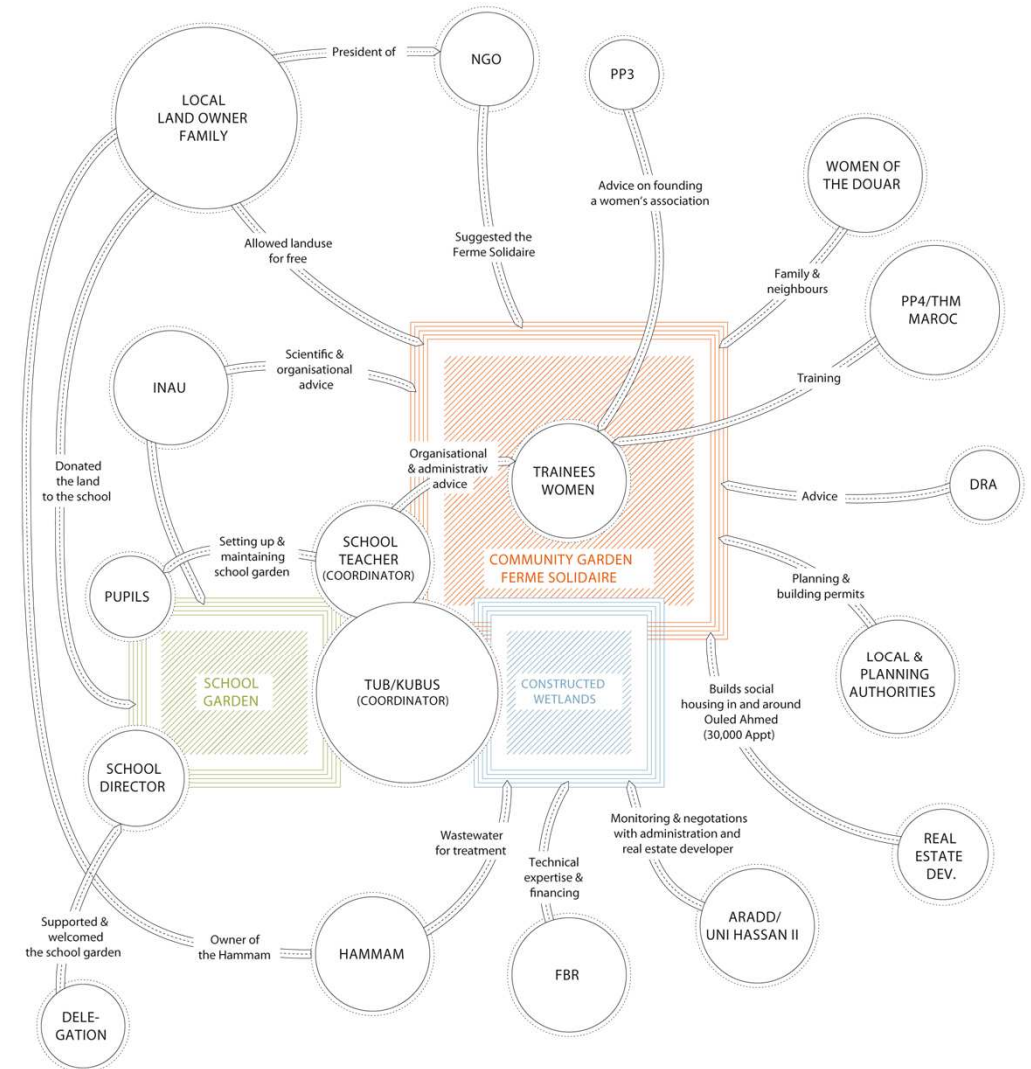 President of
NGO
PP3
LOCAL
LAND OWNER
FAMILY
WOMEN OF
THE DOUAR
Advice on founding
a women's association
Allowed landuse
for free
Suggested the
Ferme Solidaire
Family &
neighbours
PP4/THM
MAROC
Scientific &
organisational
advice
INAU
Training
Donated
the land
to the school
Organisational
& administrativ
advice
TRAINEES
WOMEN
Advice
DRA
Setting up &
maintaining
school garden
SCHOOL
TEACHER
(COORDINATOR)
COMMUNITY GARDEN
FERME SOLIDAIRE
PUPILS
Planning &
building permits
LOCAL &
PLANNING
AUTHORITIES
SCHOOL
GARDEN
TUB/KUBUS
(COORDINATOR)
CONSTRUCTED
WETLANDS
Builds social
housing in and around
Ouled Ahmed
(30,000 Appt)
SCHOOL
DIRECTOR
Wastewater
for treatment
Technical
expertise &
financing
Monitoring & negotations
with administration and
real estate developer
REAL
ESTATE
DEV.
Supported &
welcomed
the school garden
Owner of
the Hammam
HAMMAM
FBR
ARADD/
UNI HASSAN II
DELE-
GATION